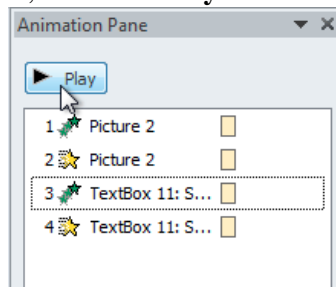 Animation Pane
Play
1 Picture 2
2 Picture 2
3 TextBox 11: S...
4 TextBox 11: S...